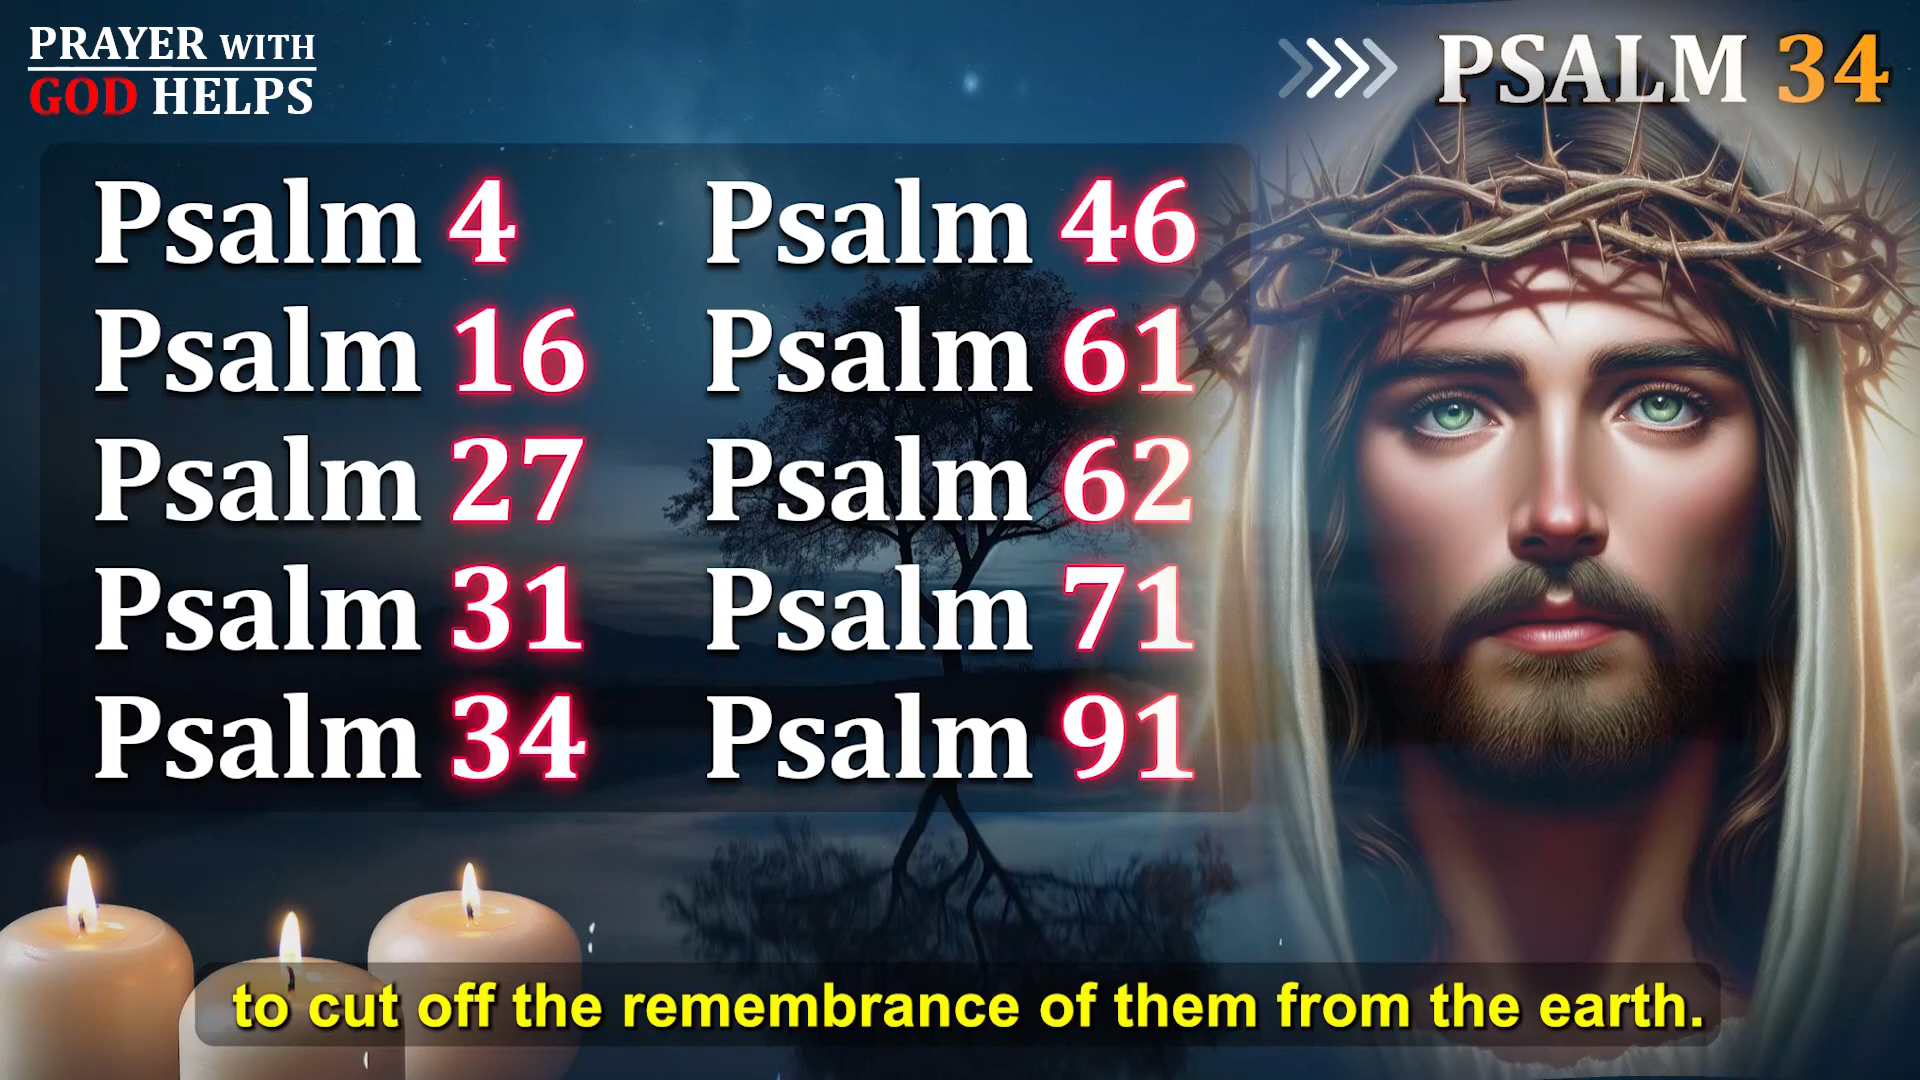 PRAYER WITH
GOD HELPS
PSALM 34
Psalm 4
Psalm 16
Psalm 27
Psalm 31
Psalm 34
Psalm 46
Psalm 61
Psalm 62
Psalm 71
Psalm 91
to cut off the remembrance of them from the earth.